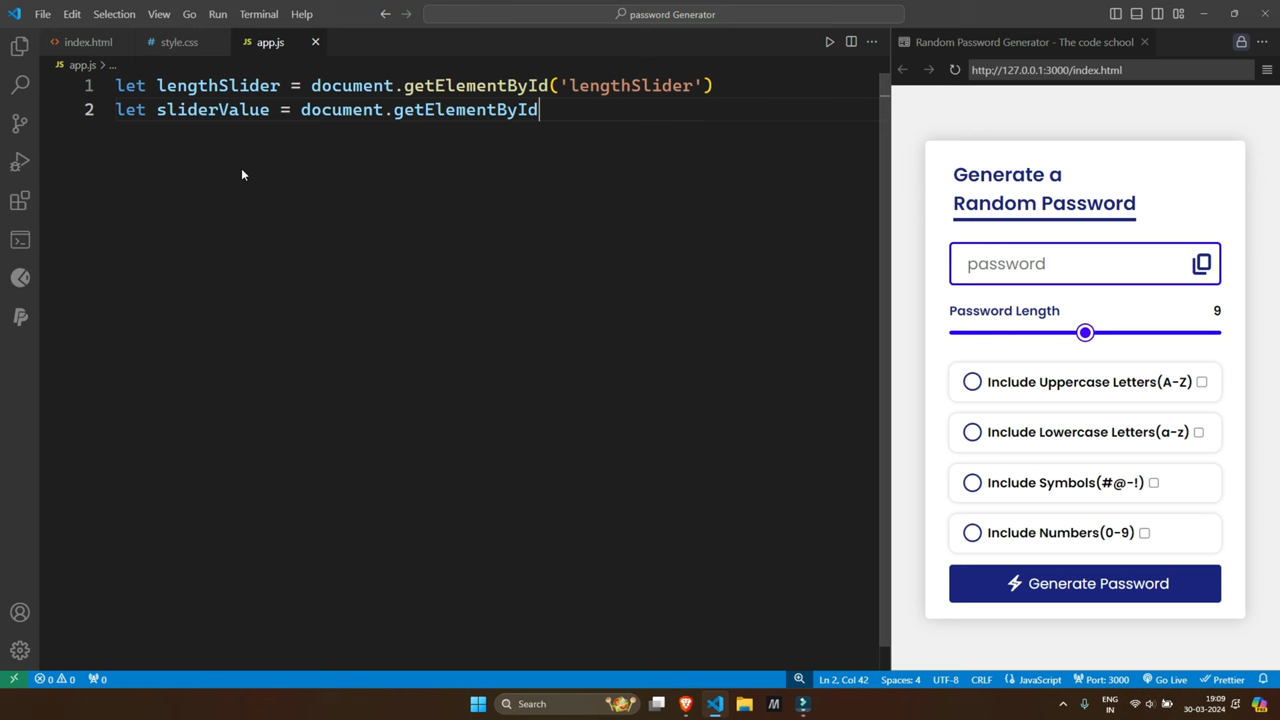 File Edit Selection View Go Run Terminal Help
password Generator
index.html
style.css
app.js
Random Password Generator - The code school
app.js > ...
http://127.0.0.1:3000/index.html
1 let lengthSlider = document.getElementById('lengthSlider')
2 let sliderValue = document.getElementById
Generate a
Random Password
password
Password Length 9
Include Uppercase Letters(A-Z)
Include Lowercase Letters(a-z)
Include Symbols(#@-!)
Include Numbers(0-9)
Generate Password
0 0 0 Ln 2, Col 42 Spaces: 4 UTF-8 CRLF JavaScript Port: 3000 Go Live Prettier
Search
ENG
IN
19:09
30-03-2024